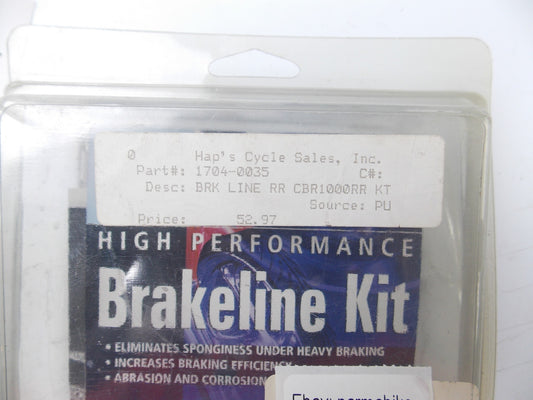 0 Hap's Cycle Sales, Inc.
Part#: 1704-0035 C#:
Desc: BRK LINE RR CBR1000RR KT
Source: PU
Price: 52.97
HIGH PERFORMANCE
Brakeline Kit
• ELIMINATES SPONGINESS UNDER HEAVY BRAKING
• INCREASES BRAKING EFFICIENCY
• ABRASION AND CORROSION